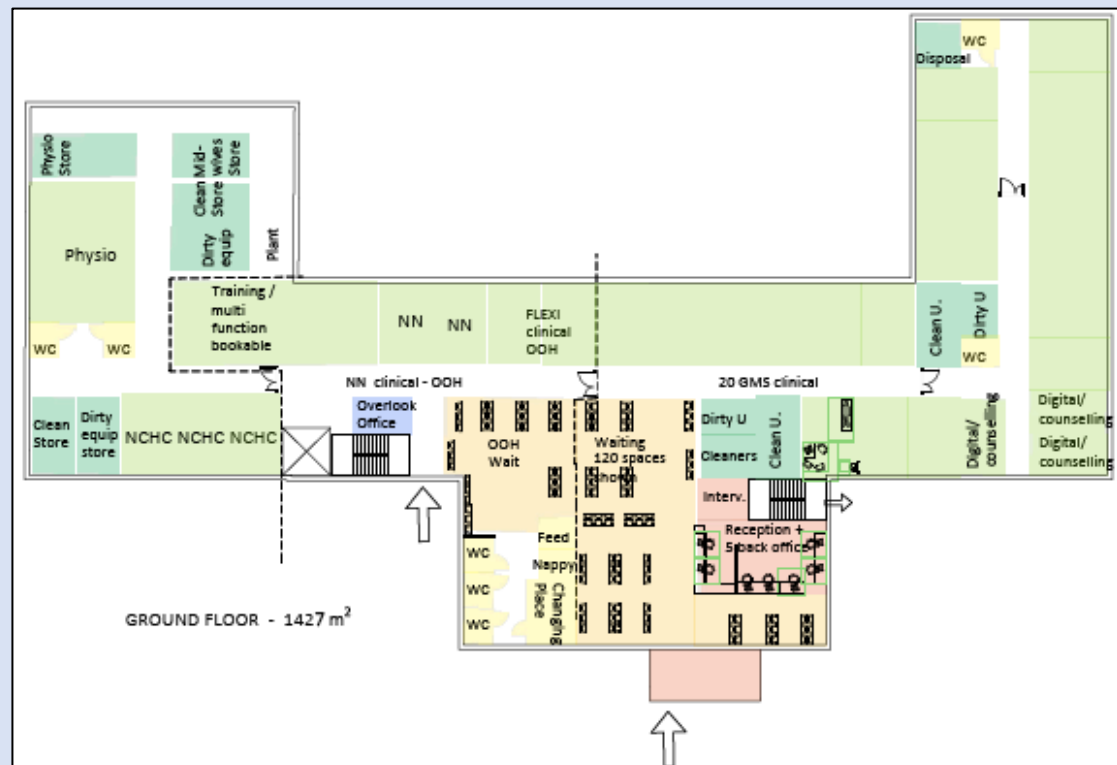 WC
Disposal
Physio
Store
Mid-
wives
Store
Clean
Store
Dirty
equip
Plant
Physio
WC
WC
Training /
multi
function
bookable
NN
NN
FLEXI
clinical
OOH
Clean U.
Dirty U
WC
NN clinical - OOH
20 GMS clinical
Clean
Store
Dirty
equip
store
NCHC NCHC NCHC
Overlook
Office
OOH
Wait
Waiting
120 spaces
shown
Dirty U
Cleaners
Clean U.
Digital/
counselling
Digital/
counselling
Digital/
counselling
Interv.
Reception +
5 back office
Feed
Nappy
Changing
Place
WC
WC
WC
GROUND FLOOR - 1427 m²